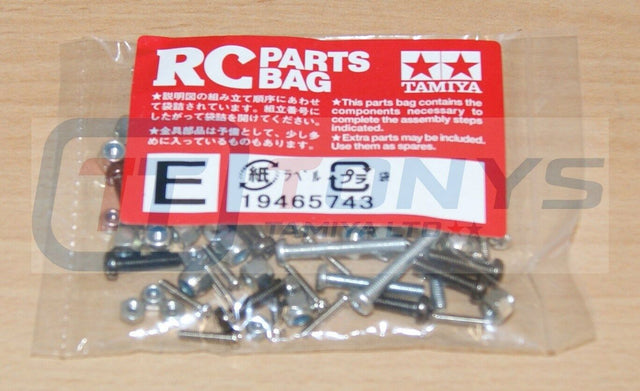 RC PARTS BAG
TAMIYA
★説明図の組み立て順序にあわせ
て袋詰されています。組立番号に
したがって袋詰を開けてください。
★金具部品は予備として、少し多
めに入っているものもあります。
★This parts bag contains the
components necessary to
complete the assembly steps
indicated.
★Extra parts may be included.
Use them as spares.
E
紙 ラベル プラ 袋
19465743
TONYS
TAMIYA LTD ★★